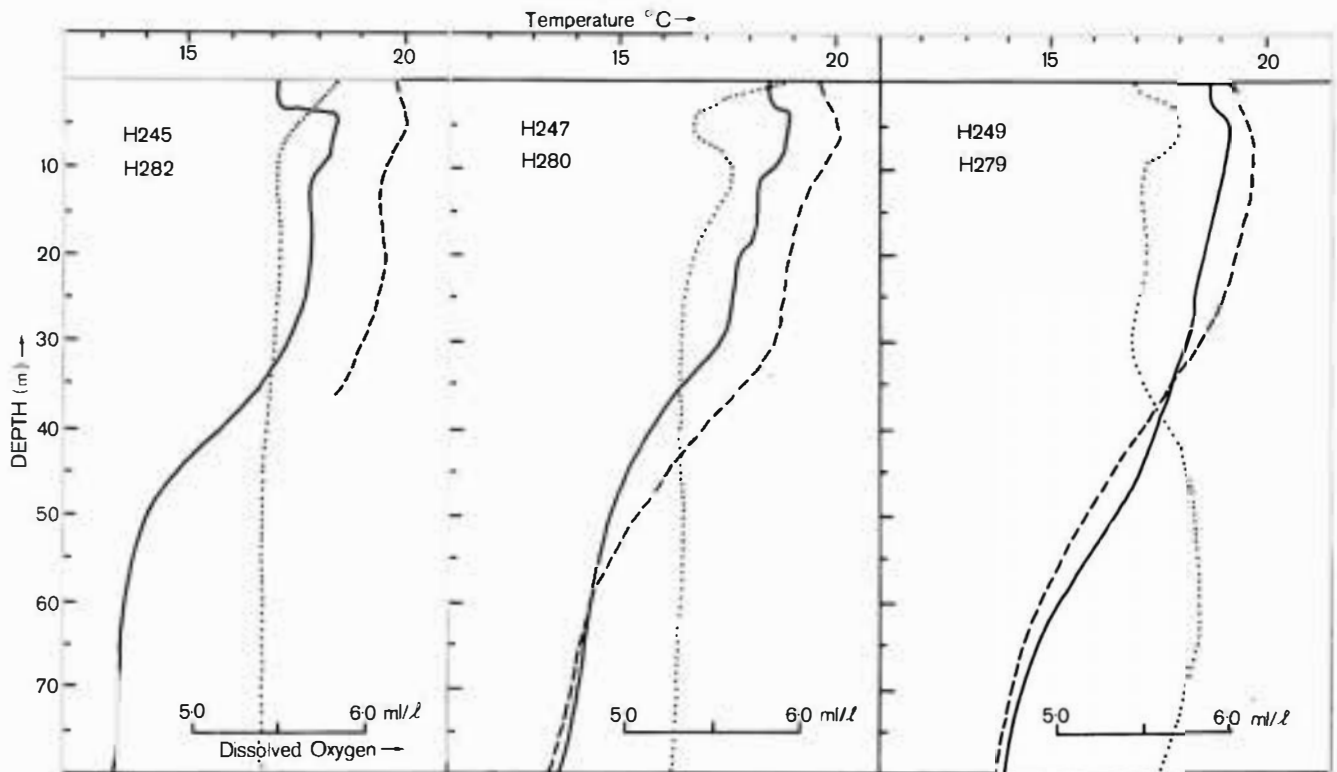 Temperature °C →
15 20 15 20 15 20
H245 H247 H249
H282 H280 H279
10
20
30
40
50
60
70
DEPTH (m) →
5·0 6·0 ml/ℓ 5·0 6·0 ml/ℓ 5·0 6·0 ml/ℓ
Dissolved Oxygen →